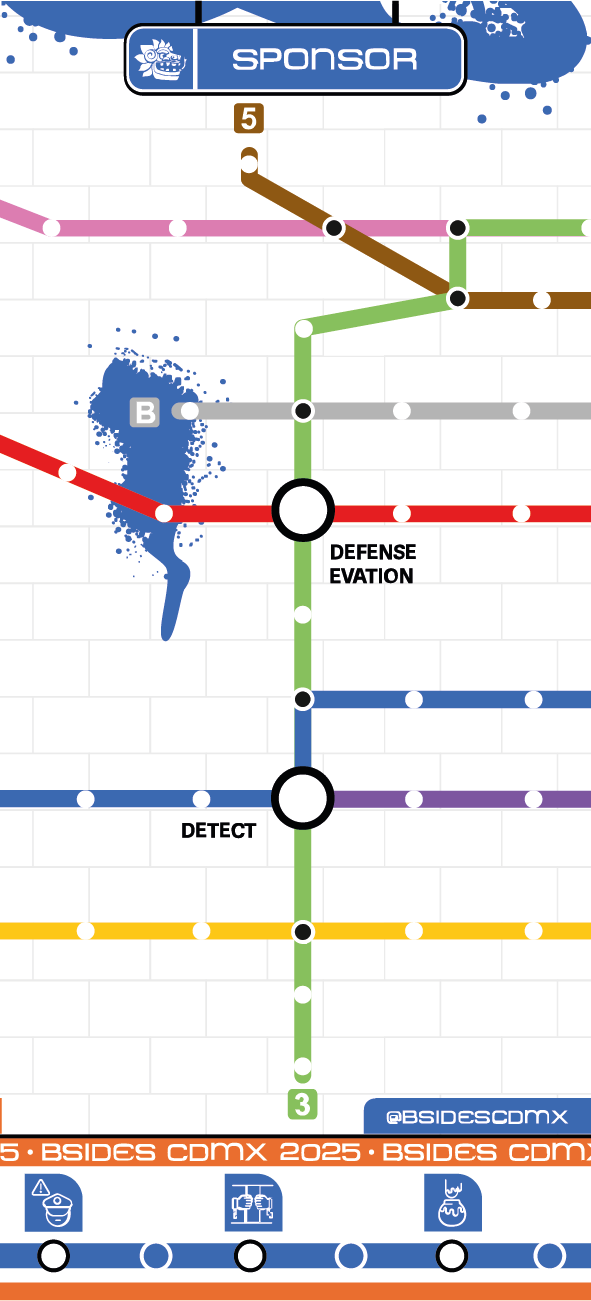 SPONSOR
5
B
DEFENSE
EVATION
DETECT
3
@BSIDESCDMX
5 · BSIDES CDMX 2025 · BSIDES CDMX